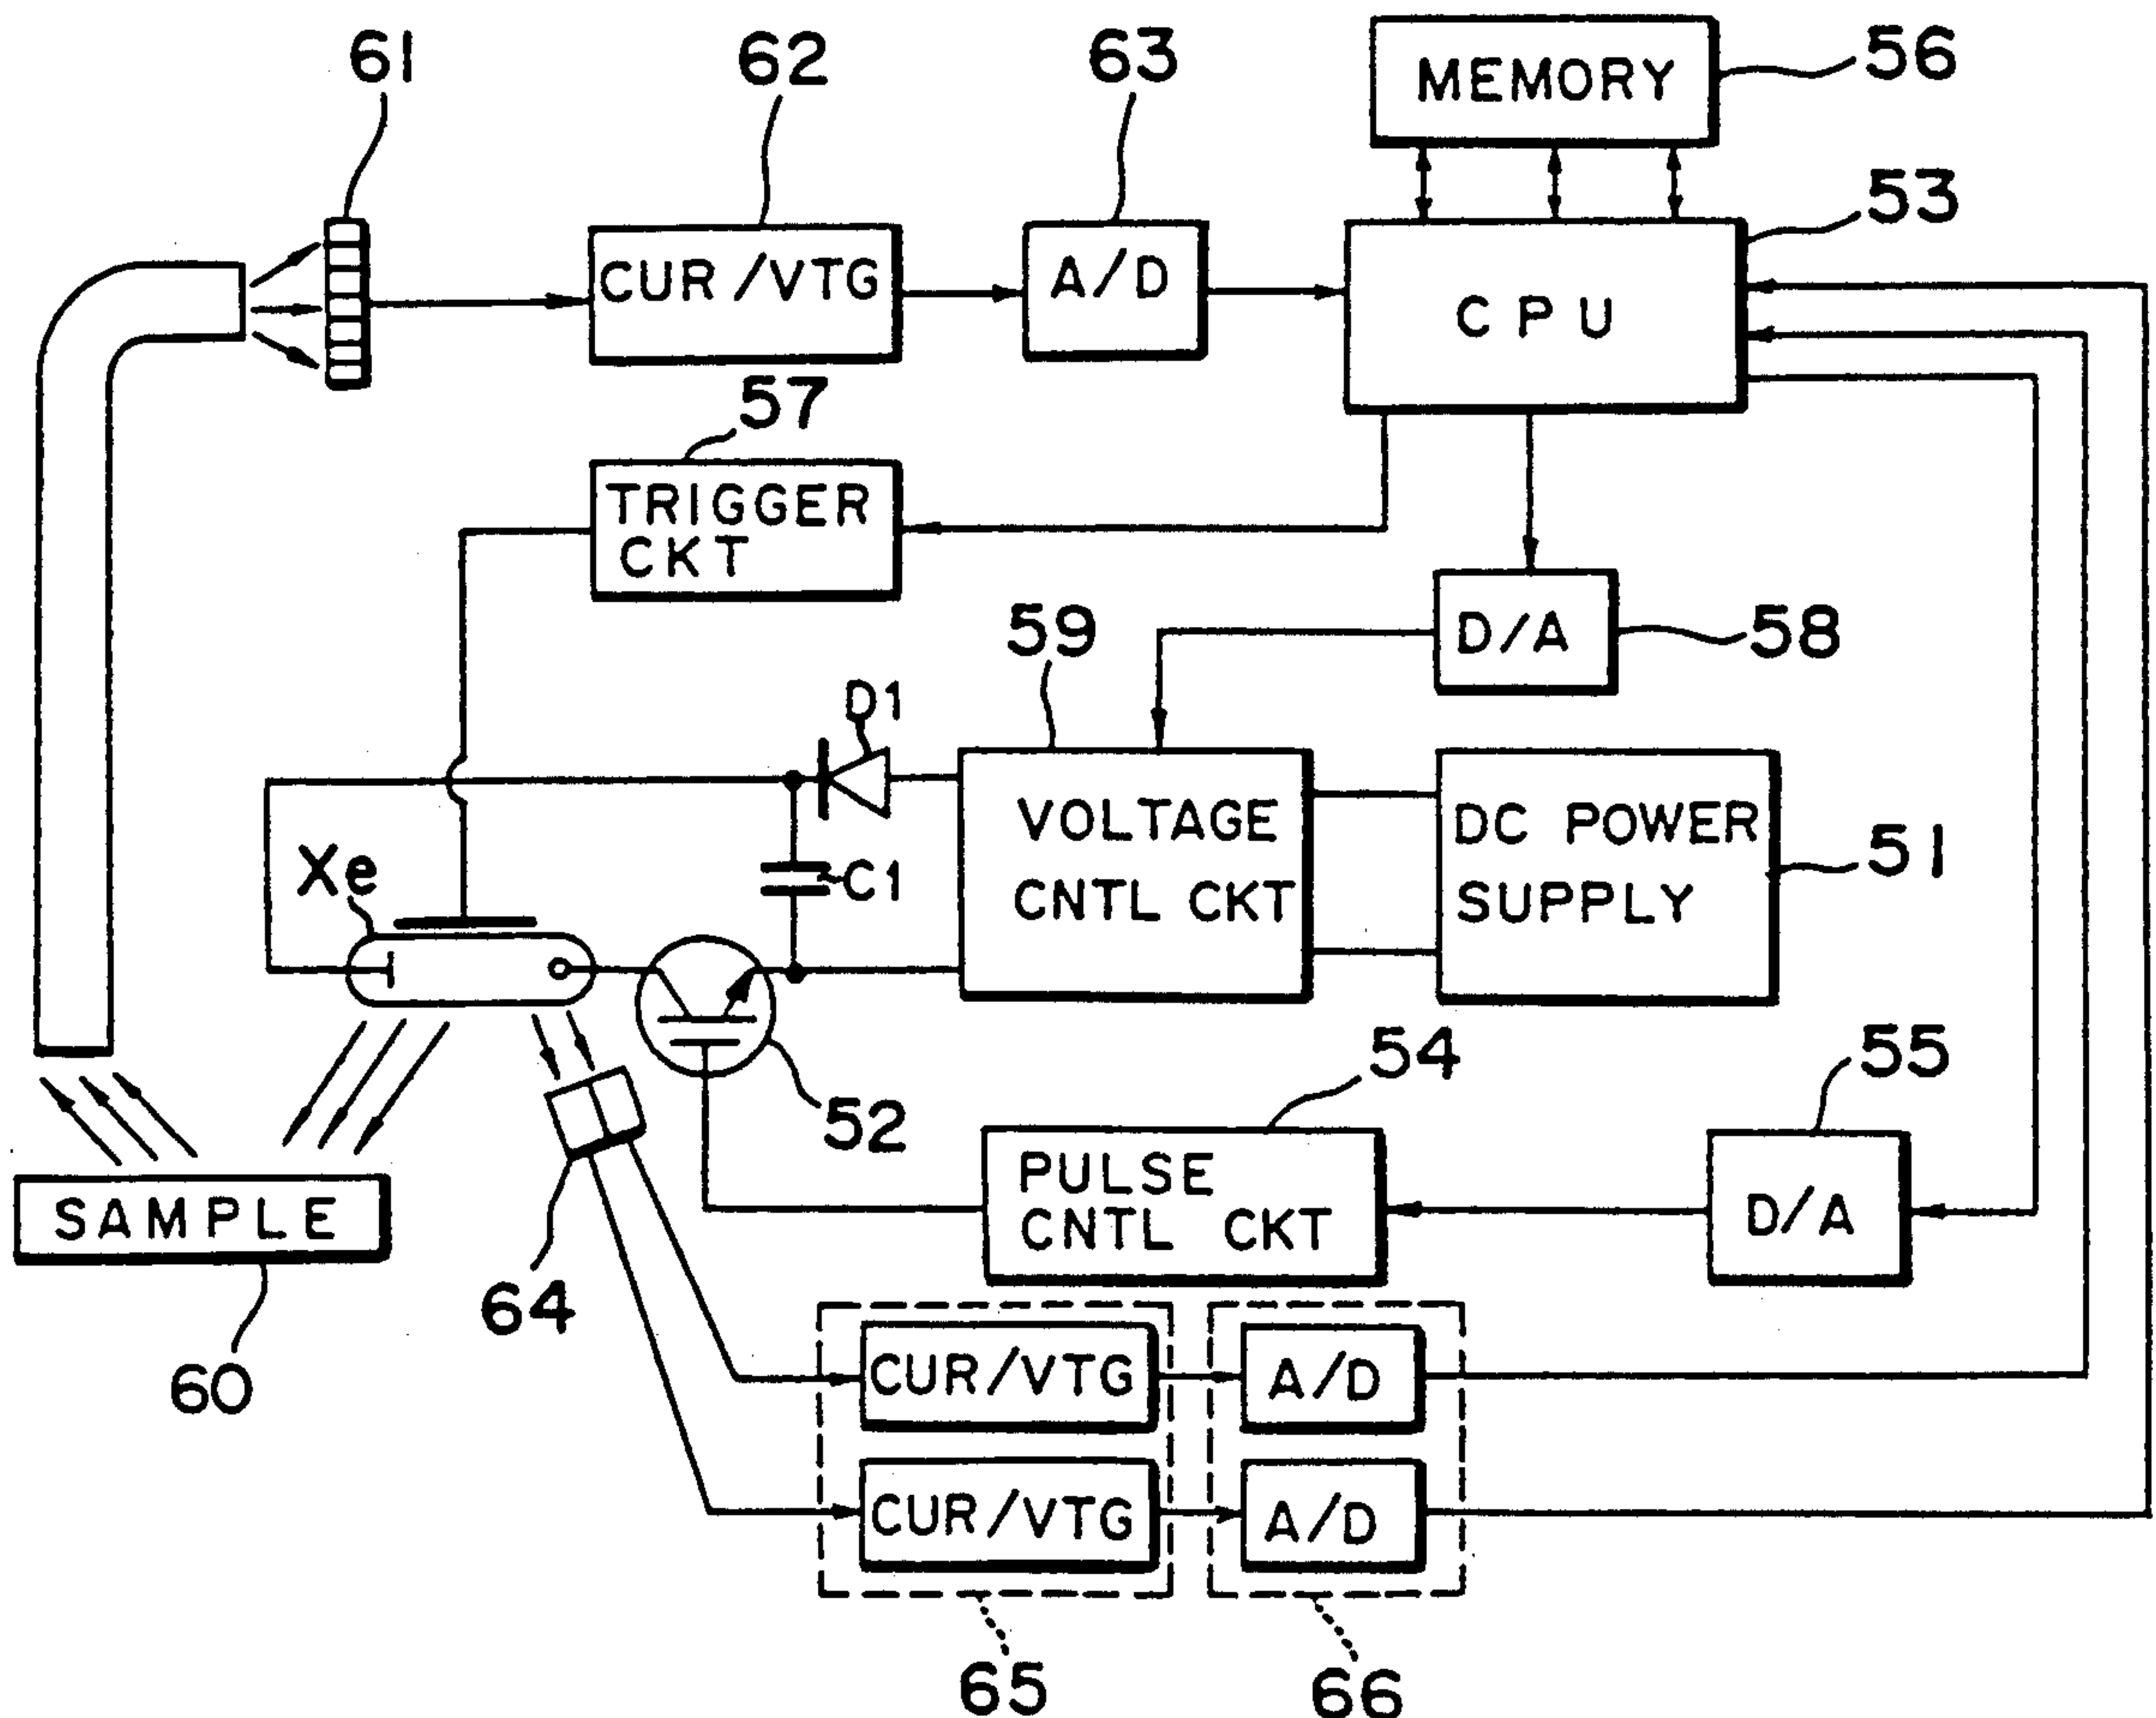 61
62
63
MEMORY
56
53
CUR/VTG
A/D
CPU
57
TRIGGER
CKT
59
D/A
58
D1
VOLTAGE
CNTL CKT
DC POWER
SUPPLY
51
Xe
C1
52
54
55
PULSE
CNTL CKT
D/A
SAMPLE
64
60
CUR/VTG
A/D
CUR/VTG
A/D
65
66